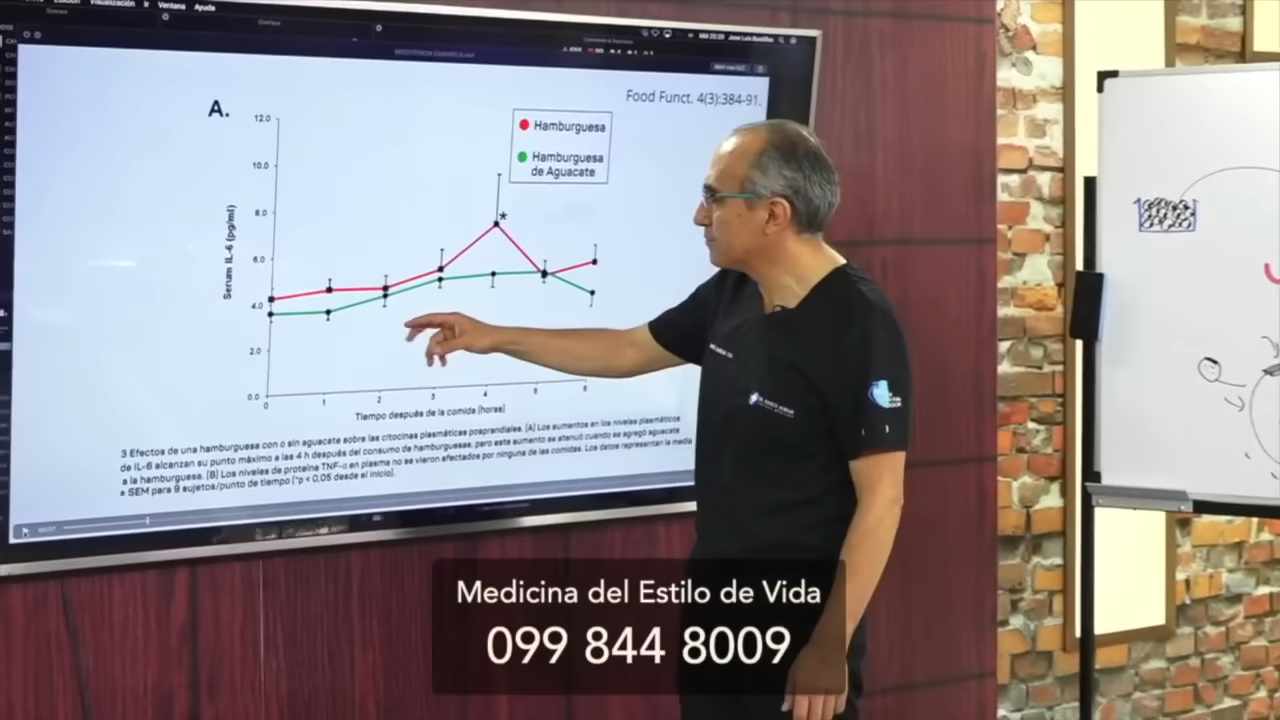 Edición Visualización Ir Ventana Ayuda
Food Funct. 4(3):384-91.
A.
12.0
10.0
8.0
6.0
4.0
2.0
0.0
Serum IL-6 (pg/ml)
Hamburguesa
Hamburguesa
de Aguacate
*
0 1 2 3 4 5 6
Tiempo después de la comida (horas)
3 Efectos de una hamburguesa con o sin aguacate sobre las citocinas plasmáticas posprandiales. (A) Los aumentos en los niveles plasmáticos
de IL-6 alcanzan su punto máximo a las 4 h después del consumo de hamburguesas, pero este aumento se atenuó cuando se agregó aguacate
a la hamburguesa. (B) Los niveles de proteína TNF-α en plasma no se vieron afectados por ninguna de las comidas. Los datos representan la media
± SEM para 9 sujetos/punto de tiempo (*p < 0,05 desde el inicio).
Medicina del Estilo de Vida
099 844 8009